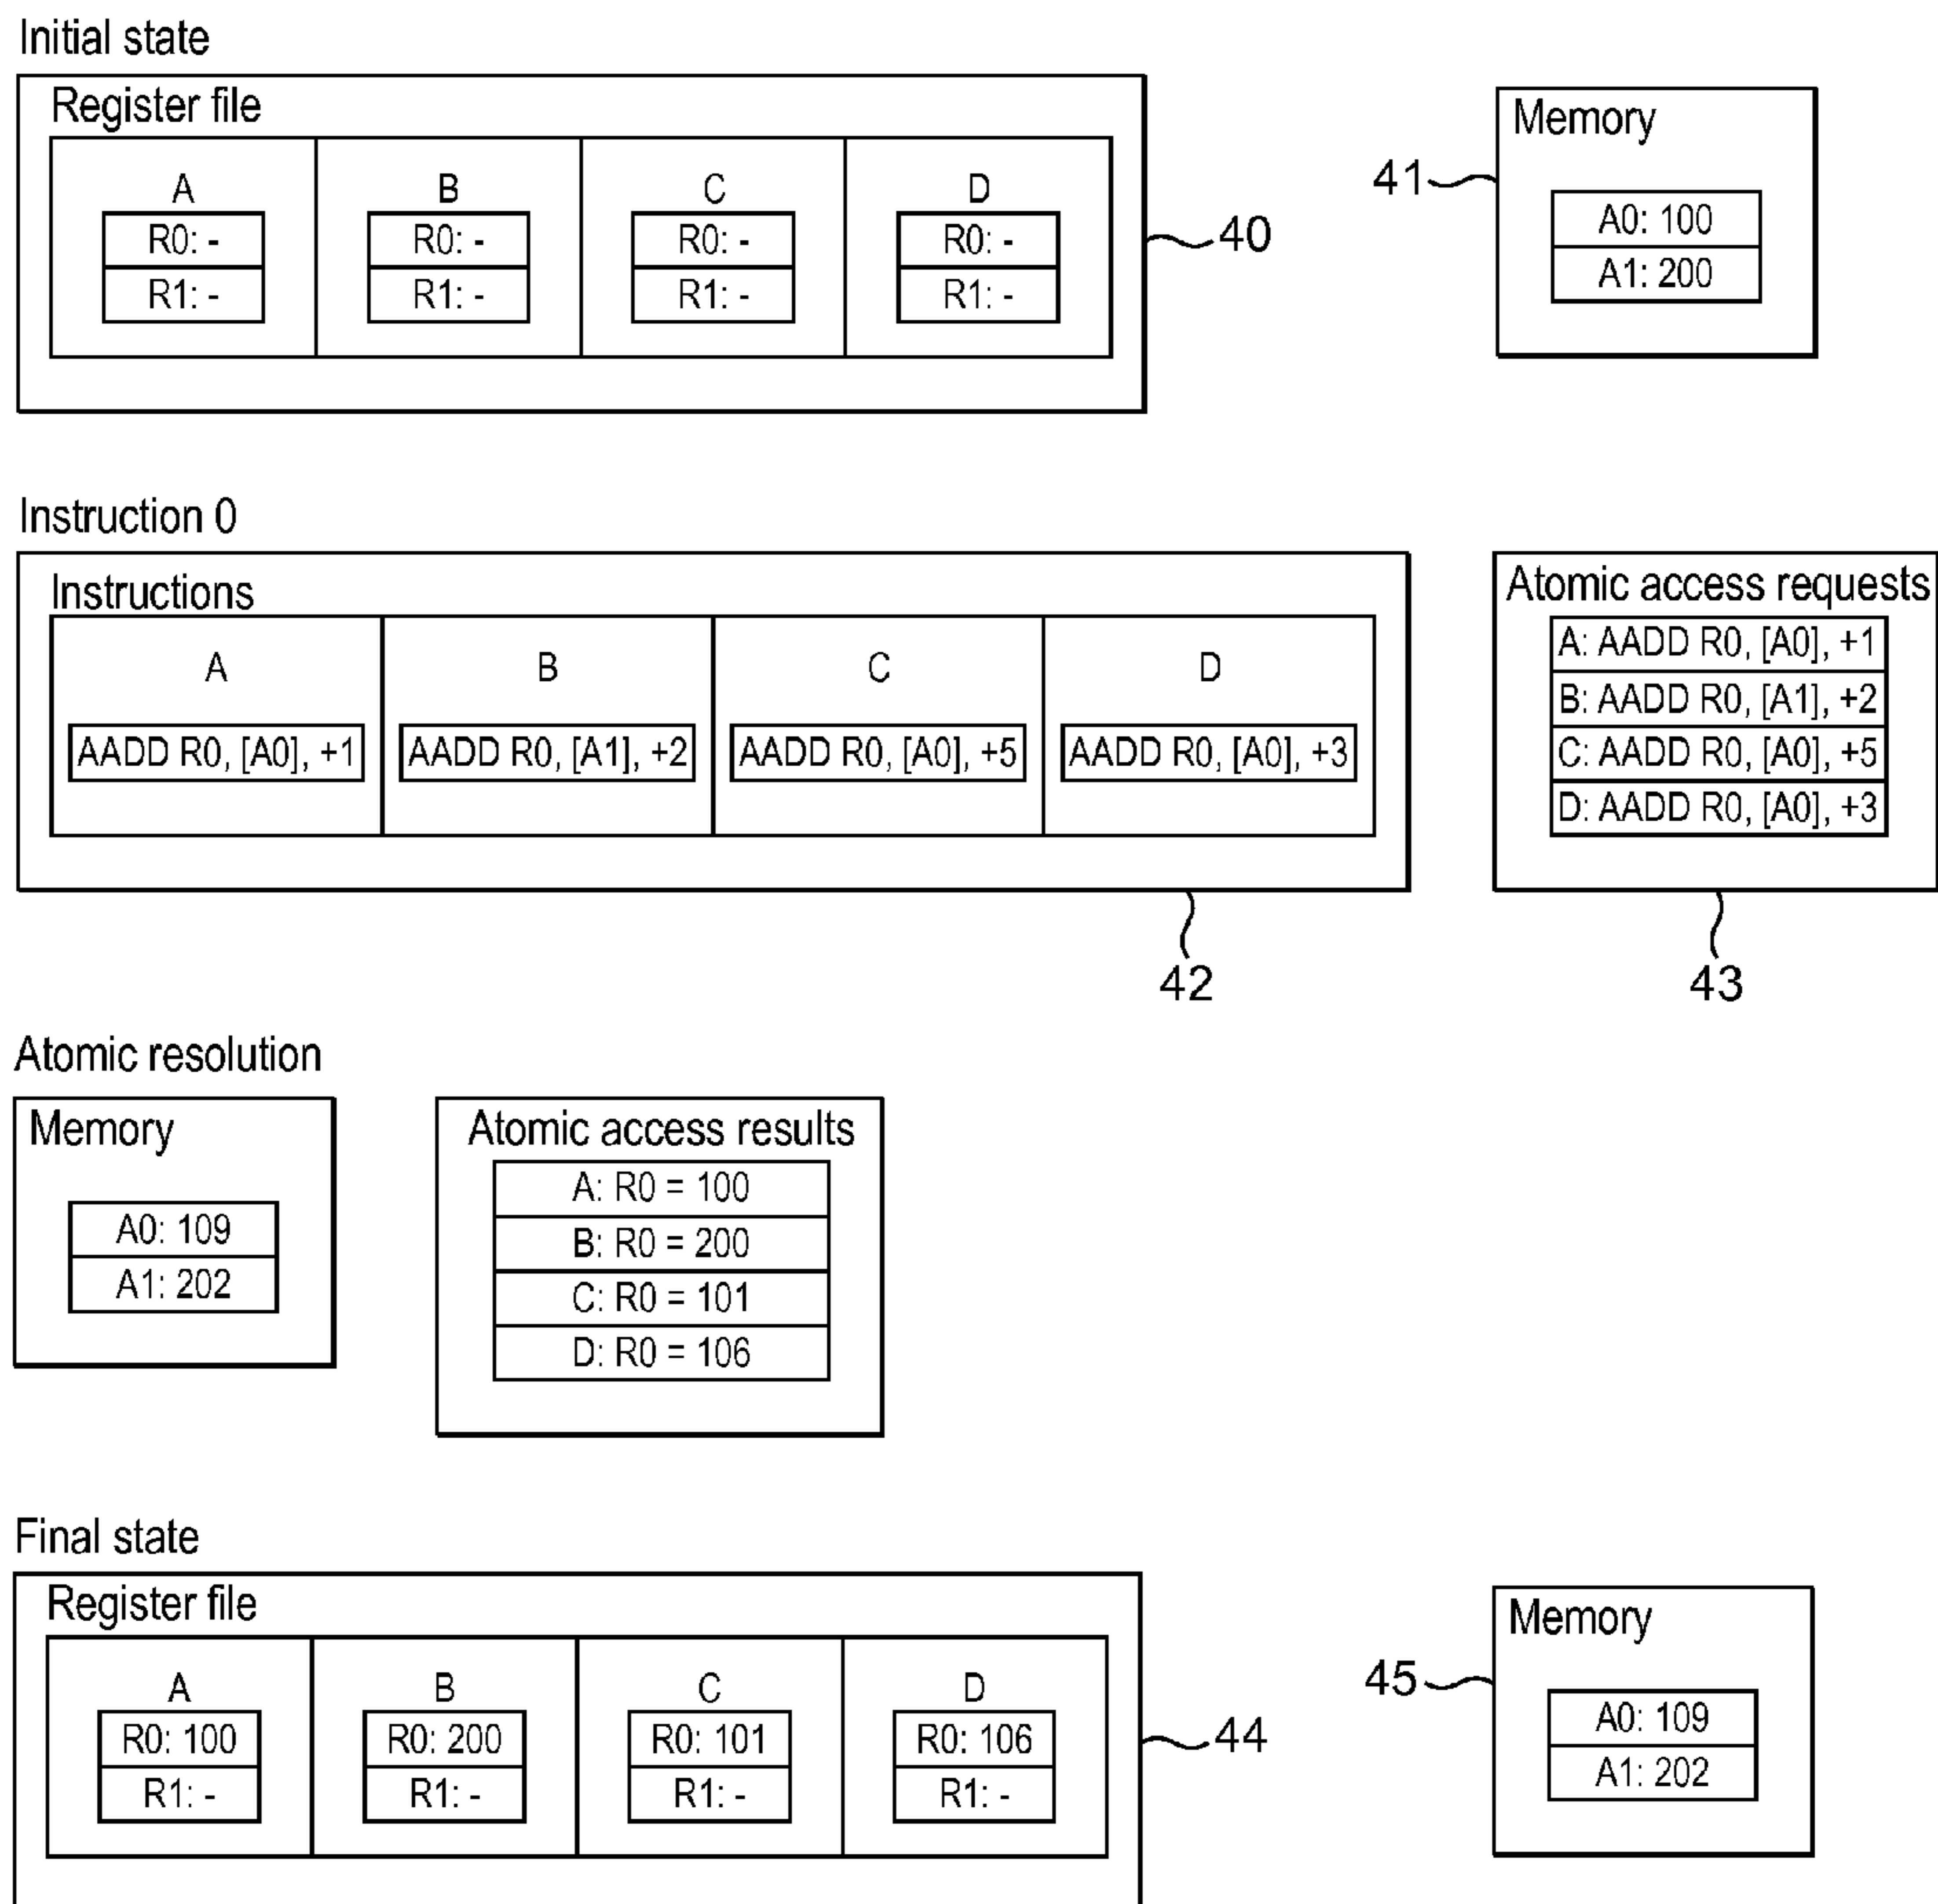 Initial state
Register file
A B C D
R0: - R0: - R0: - R0: -
R1: - R1: - R1: - R1: -
40
Memory
41
A0: 100
A1: 200
Instruction 0
Instructions
A B C D
AADD R0, [A0], +1 AADD R0, [A1], +2 AADD R0, [A0], +5 AADD R0, [A0], +3
42
Atomic access requests
A: AADD R0, [A0], +1
B: AADD R0, [A1], +2
C: AADD R0, [A0], +5
D: AADD R0, [A0], +3
43
Atomic resolution
Memory
A0: 109
A1: 202
Atomic access results
A: R0 = 100
B: R0 = 200
C: R0 = 101
D: R0 = 106
Final state
Register file
A B C D
R0: 100 R0: 200 R0: 101 R0: 106
R1: - R1: - R1: - R1: -
44
Memory
45
A0: 109
A1: 202